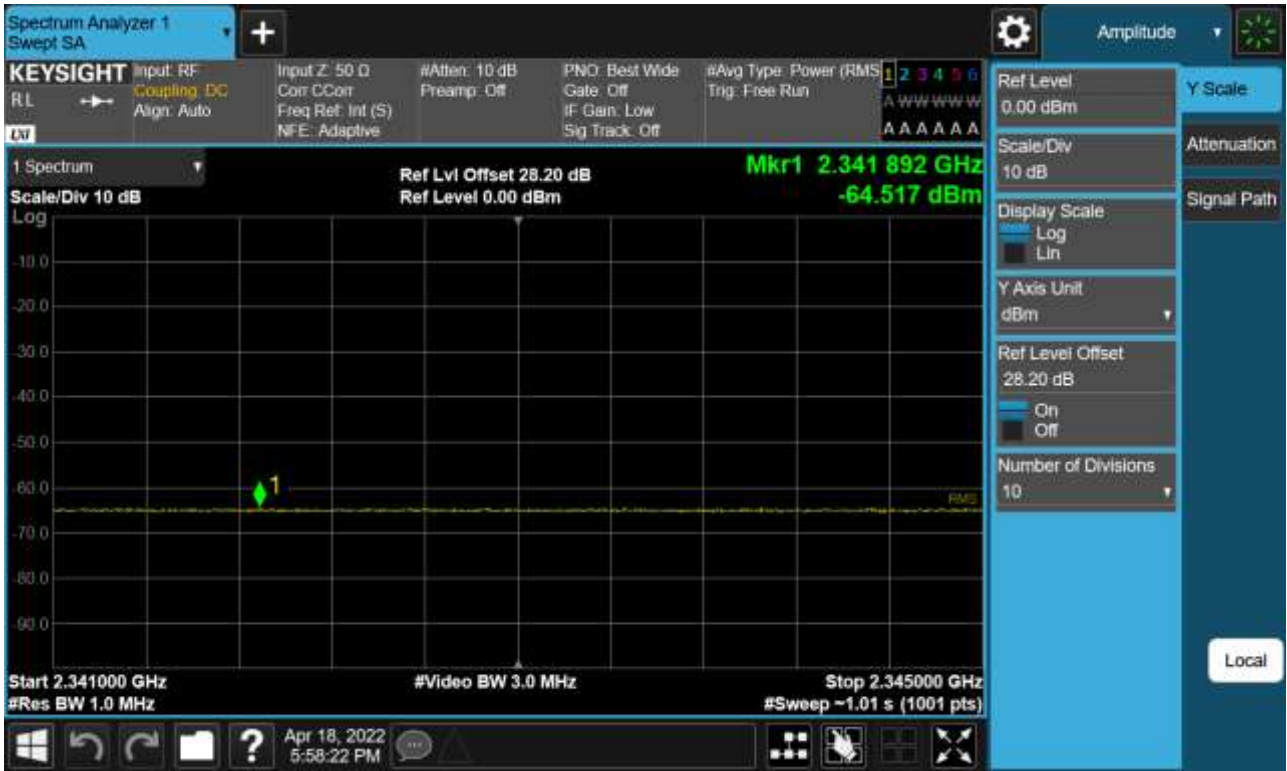 Spectrum Analyzer 1
Swept SA
+
Amplitude
KEYSIGHT
RL
LXI
Input: RF
Coupling: DC
Align: Auto
Input Z: 50 Ω
Corr CCorr
Freq Ref: Int (S)
NFE: Adaptive
#Atten: 10 dB
Preamp: Off
PNO: Best Wide
Gate: Off
IF Gain: Low
Sig Track: Off
#Avg Type: Power (RMS
Trig: Free Run
1 2 3 4 5 6
A W W W W W
A A A A A A
1 Spectrum
Scale/Div 10 dB
Log
Ref Lvl Offset 28.20 dB
Ref Level 0.00 dBm
Mkr1 2.341 892 GHz
-64.517 dBm
-10.0
-20.0
-30.0
-40.0
-50.0
-60.0
-70.0
-80.0
-90.0
1
RMS
Start 2.341000 GHz
#Res BW 1.0 MHz
#Video BW 3.0 MHz
Stop 2.345000 GHz
#Sweep ~1.01 s (1001 pts)
?
Apr 18, 2022
5:58:22 PM
Ref Level
0.00 dBm
Scale/Div
10 dB
Display Scale
Log
Lin
Y Axis Unit
dBm
Ref Level Offset
28.20 dB
On
Off
Number of Divisions
10
Y Scale
Attenuation
Signal Path
Local